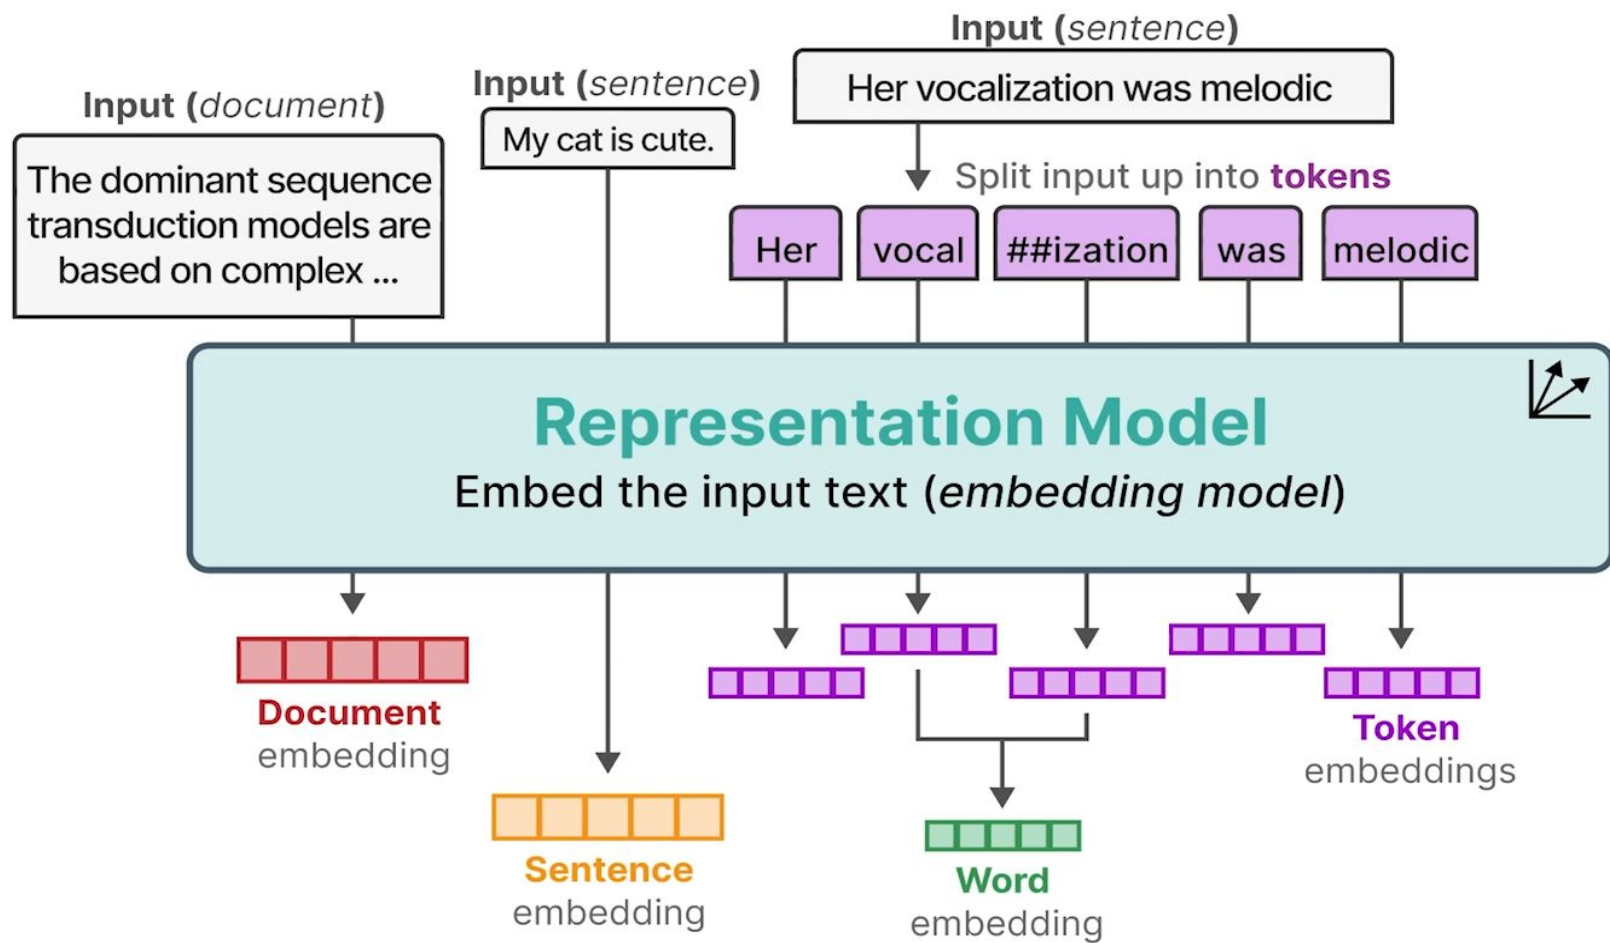 Input (document)
The dominant sequence
transduction models are
based on complex ...
Input (sentence)
My cat is cute.
Input (sentence)
Her vocalization was melodic
Split input up into tokens
Her
vocal
##ization
was
melodic
Representation Model
Embed the input text (embedding model)
Document
embedding
Sentence
embedding
Word
embedding
Token
embeddings